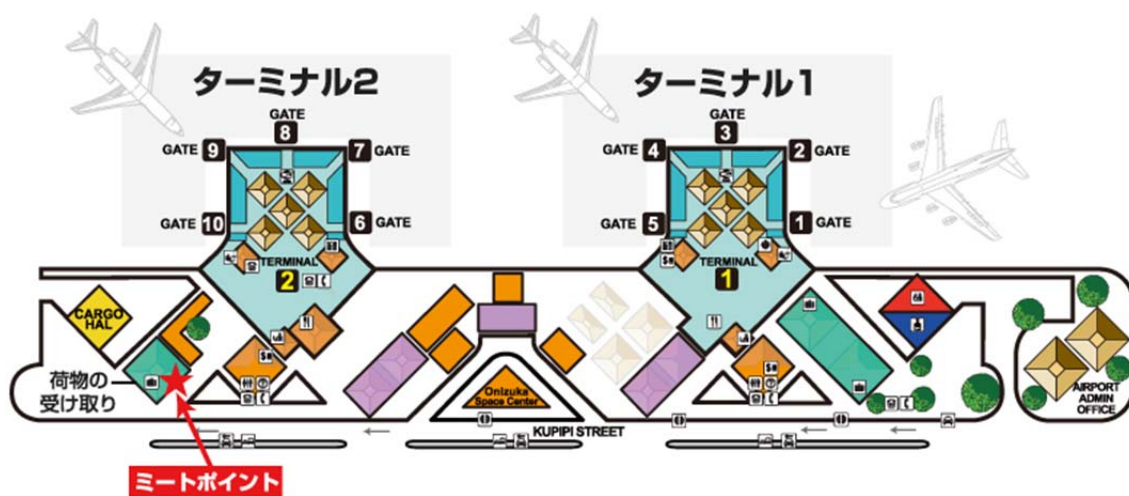 ターミナル2
ターミナル1
GATE
8
GATE
3
GATE 9
7 GATE
GATE 4
2 GATE
GATE 10
6 GATE
GATE 5
1 GATE
TERMINAL
2
TERMINAL
1
CARGO
HAL
荷物の
受け取り
$
$
$
Onizuka
Space Center
AIRPORT
ADMIN
OFFICE
KUPIPI STREET
ミートポイント